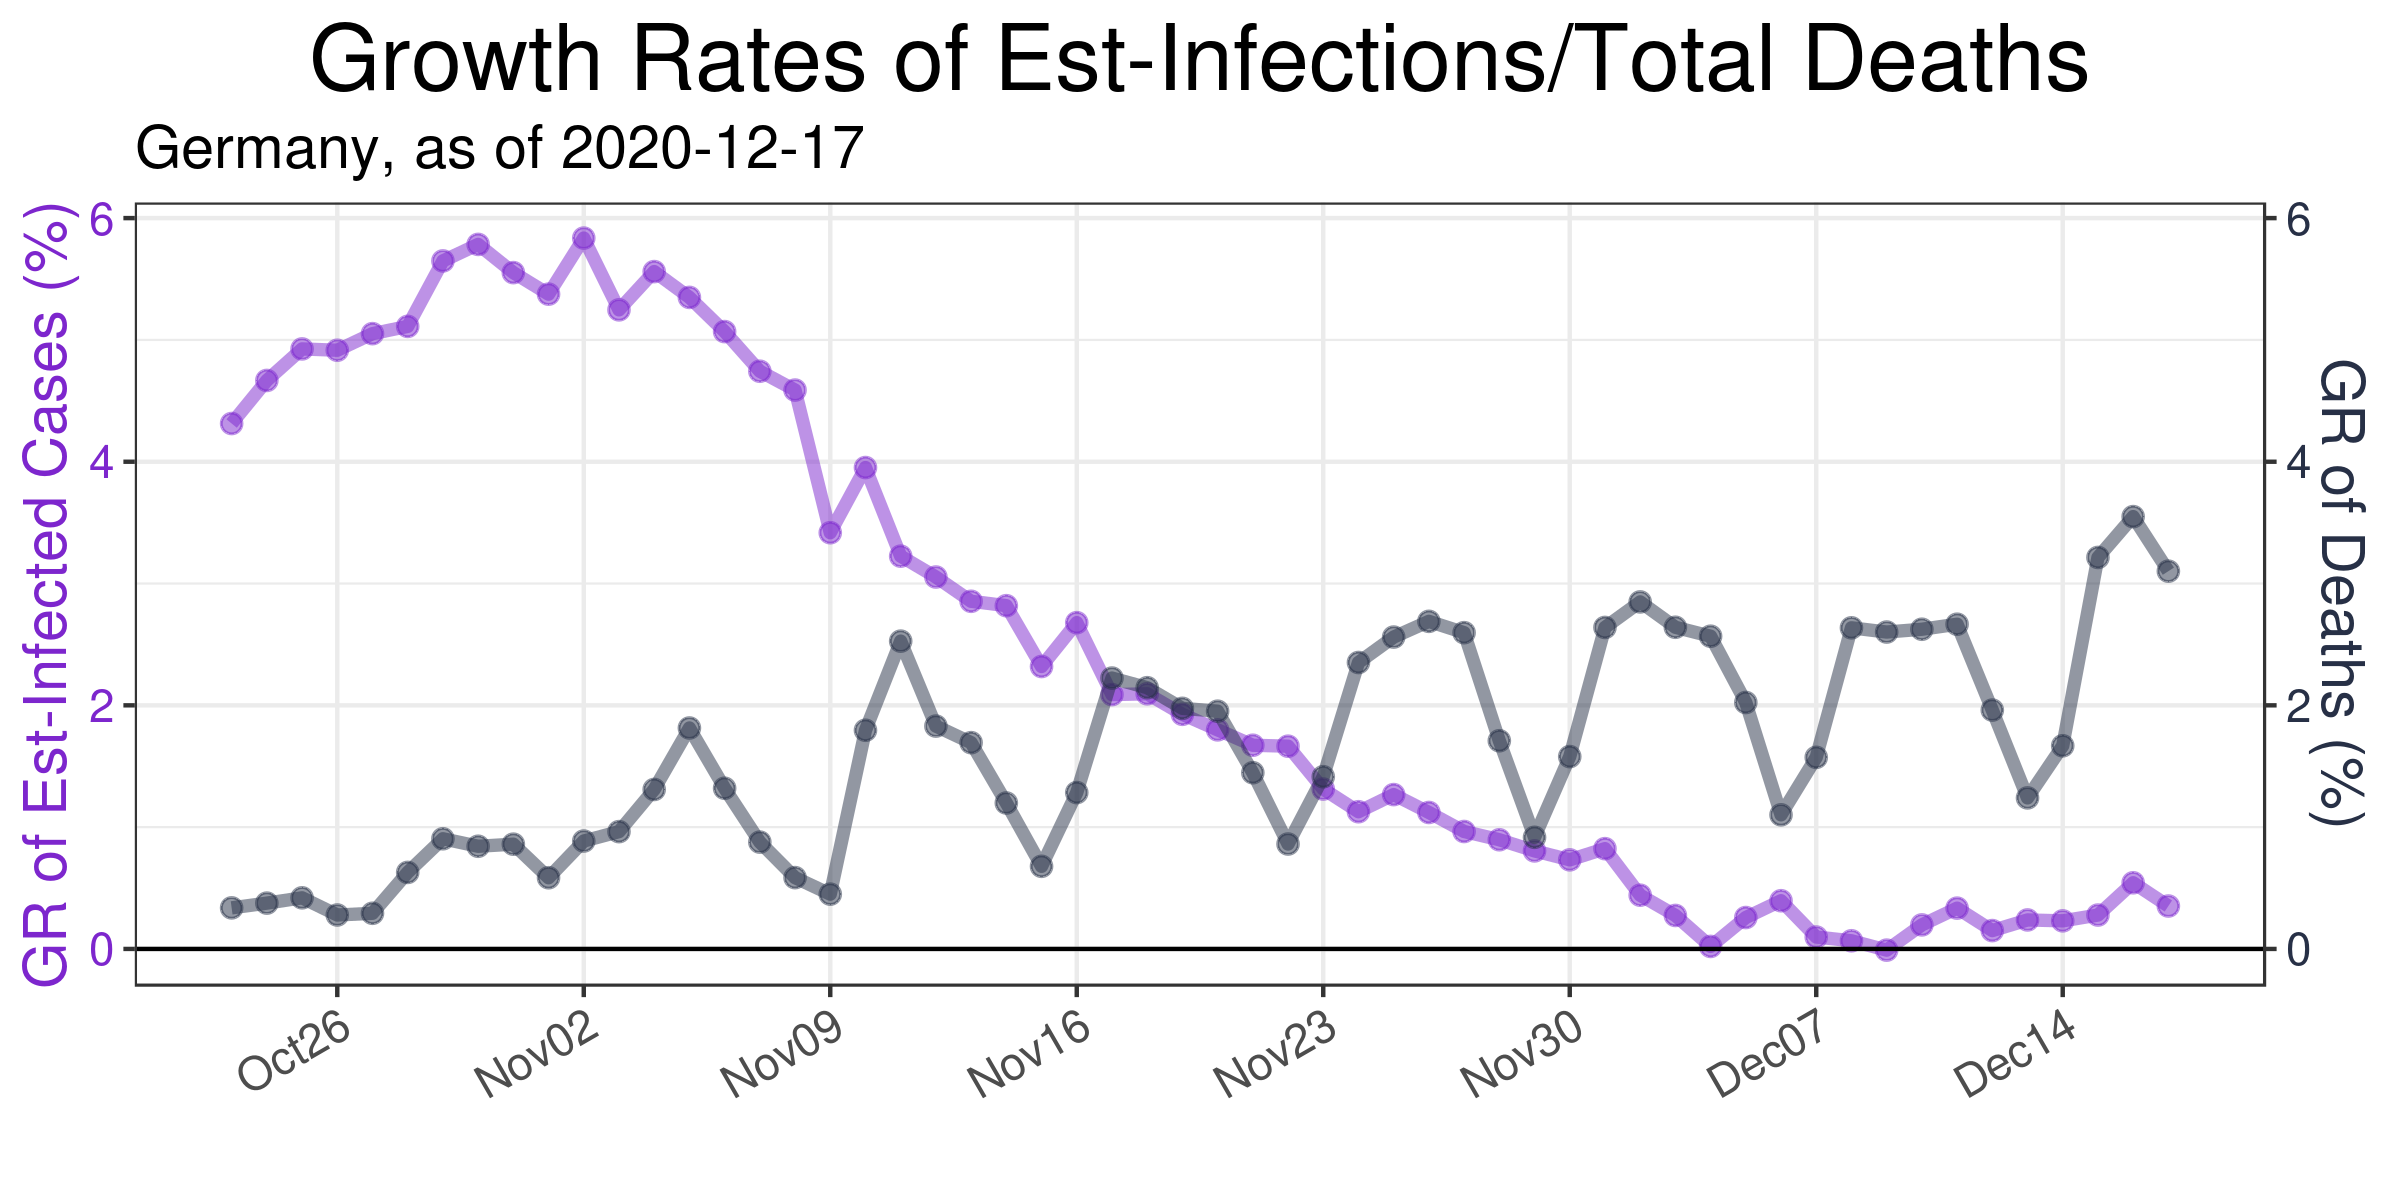 Growth Rates of Est-Infections/Total Deaths
Germany, as of 2020-12-17
GR of Est-Infected Cases (%)
6
4
2
0
6
4
2
0
GR of Deaths (%)
Oct26
Nov02
Nov09
Nov16
Nov23
Nov30
Dec07
Dec14